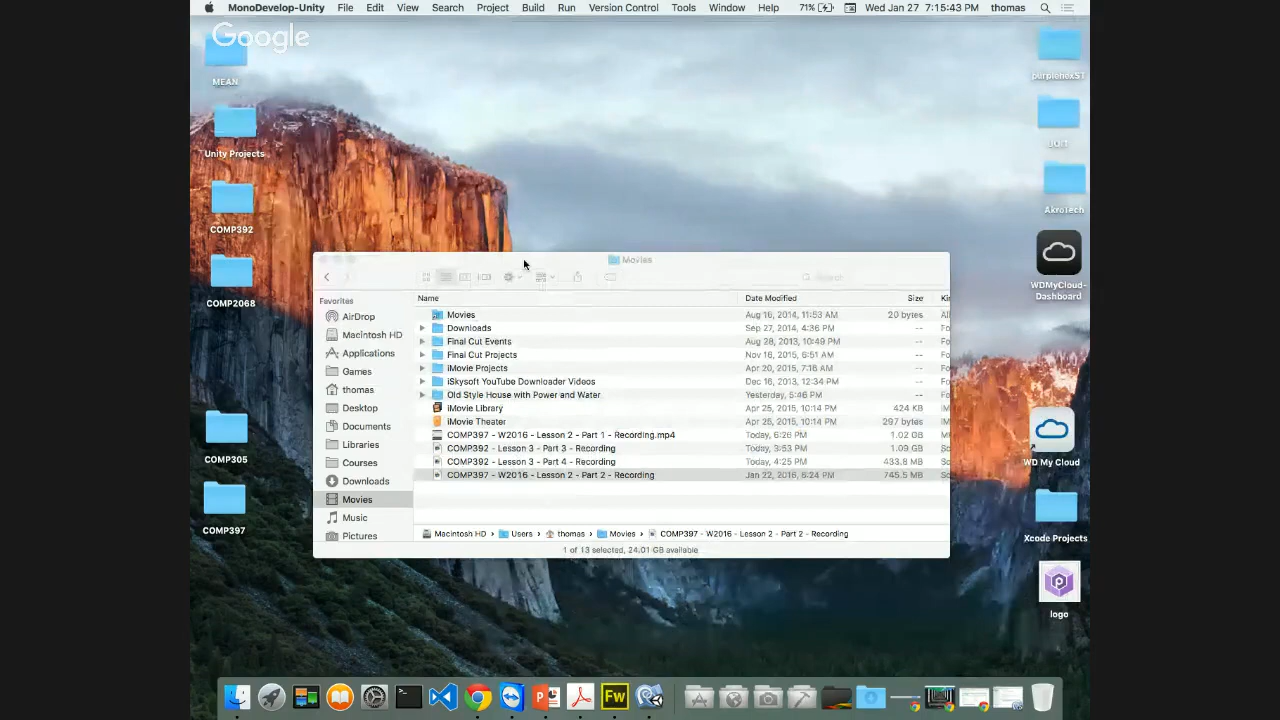 MonoDevelop-Unity File Edit View Search Project Build Run Version Control Tools Window Help 71% Wed Jan 27 7:15:43 PM thomas
Google
MEAN
Unity Projects
COMP392
COMP2068
COMP305
COMP397
purplehexST
AkroTech
WDMyCloud-
Dashboard
WD My Cloud
Xcode Projects
logo
Movies
Search
Favorites
AirDrop
Macintosh HD
Applications
Games
thomas
Desktop
Documents
Libraries
Courses
Downloads
Movies
Music
Pictures
Name Date Modified Size
Movies Aug 16, 2014, 11:53 AM 20 bytes
Downloads Sep 27, 2014, 4:36 PM -- Fo
Final Cut Events Aug 28, 2013, 10:49 PM -- Fo
Final Cut Projects Nov 16, 2015, 6:51 AM -- Fo
iMovie Projects Apr 20, 2015, 7:18 AM -- Fo
iSkysoft YouTube Downloader Videos Dec 16, 2013, 12:34 PM -- Fo
Old Style House with Power and Water Yesterday, 5:46 PM -- Fo
iMovie Library Apr 25, 2015, 10:14 PM 424 KB
iMovie Theater Apr 25, 2015, 10:14 PM 297 bytes
COMP397 - W2016 - Lesson 2 - Part 1 - Recording.mp4 Today, 6:26 PM 1.02 GB
COMP392 - Lesson 3 - Part 3 - Recording Today, 3:53 PM 1.09 GB
COMP392 - Lesson 3 - Part 4 - Recording Today, 4:25 PM 433.8 MB
COMP397 - W2016 - Lesson 2 - Part 2 - Recording Jan 22, 2016, 6:24 PM 745.5 MB
Macintosh HD › Users › thomas › Movies › COMP397 - W2016 - Lesson 2 - Part 2 - Recording
1 of 13 selected, 24.01 GB available
Fw